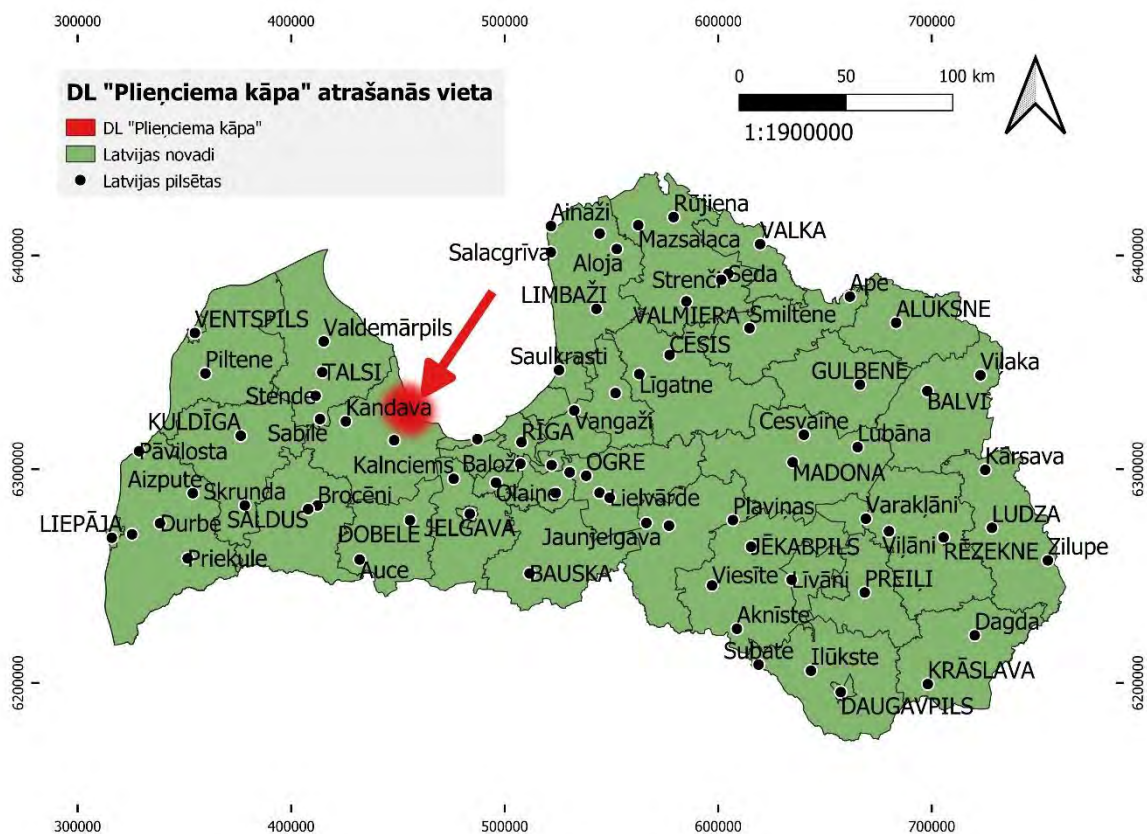 300000 400000 500000 600000 700000
DL "Plieņciema kāpa" atrašanās vieta
DL "Plieņciema kāpa"
Latvijas novadi
Latvijas pilsētas
0 50 100 km
1:1900000
6400000
6300000
6200000
6400000
6300000
6200000
Ainaži
Rūjiena
Mazsalaca
VALKA
Salacgrīva
Aloja
Strenči
Seda
Ape
LIMBAŽI
VALMIERA
Smiltene
ALŪKSNE
VENTSPILS
Valdemārpils
Piltene
TALSI
Saulkrasti
CĒSIS
Līgatne
GULBENE
Viļaka
BALVI
Stende
Kandava
KULDĪGA
Sabile
Vangaži
RĪGA
Cesvaine
Lubāna
Kārsava
Pāvilosta
Kalnciems
Baloži
OGRE
MADONA
Aizpute
Skrunda
Brocēni
Olaine
Lielvārde
Pļaviņas
Varakļāni
LUDZA
LIEPĀJA
Durbe
SALDUS
DOBELE
JELGAVA
Jaunjelgava
JĒKABPILS
Viļāni
RĒZEKNE
Zilupe
Priekule
Auce
BAUSKA
Viesīte
Līvāni
PREIĻI
Aknīste
Dagda
Subate
Ilūkste
KRĀSLAVA
DAUGAVPILS
300000 400000 500000 600000 700000